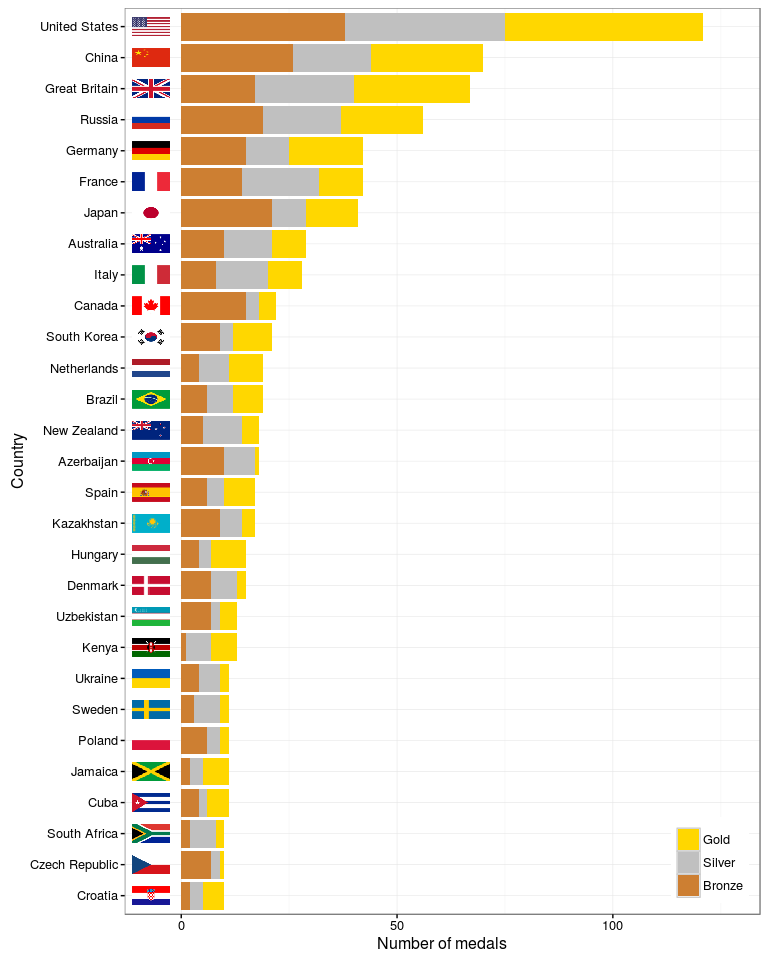 United States
China
Great Britain
Russia
Germany
France
Japan
Australia
Italy
Canada
South Korea
Netherlands
Brazil
New Zealand
Azerbaijan
Spain
Kazakhstan
Hungary
Denmark
Uzbekistan
Kenya
Ukraine
Sweden
Poland
Jamaica
Cuba
South Africa
Czech Republic
Croatia
Country
Gold
Silver
Bronze
0 50 100
Number of medals